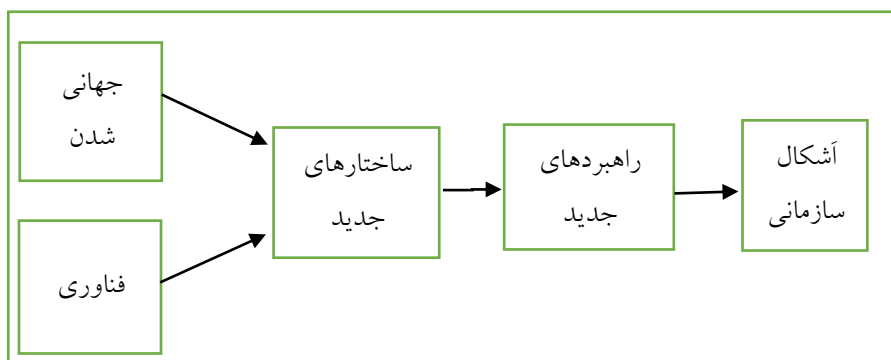 جهانی
شدن
فناوری
ساختارهای
جدید
راهبردهای
جدید
اَشکال
سازمانی